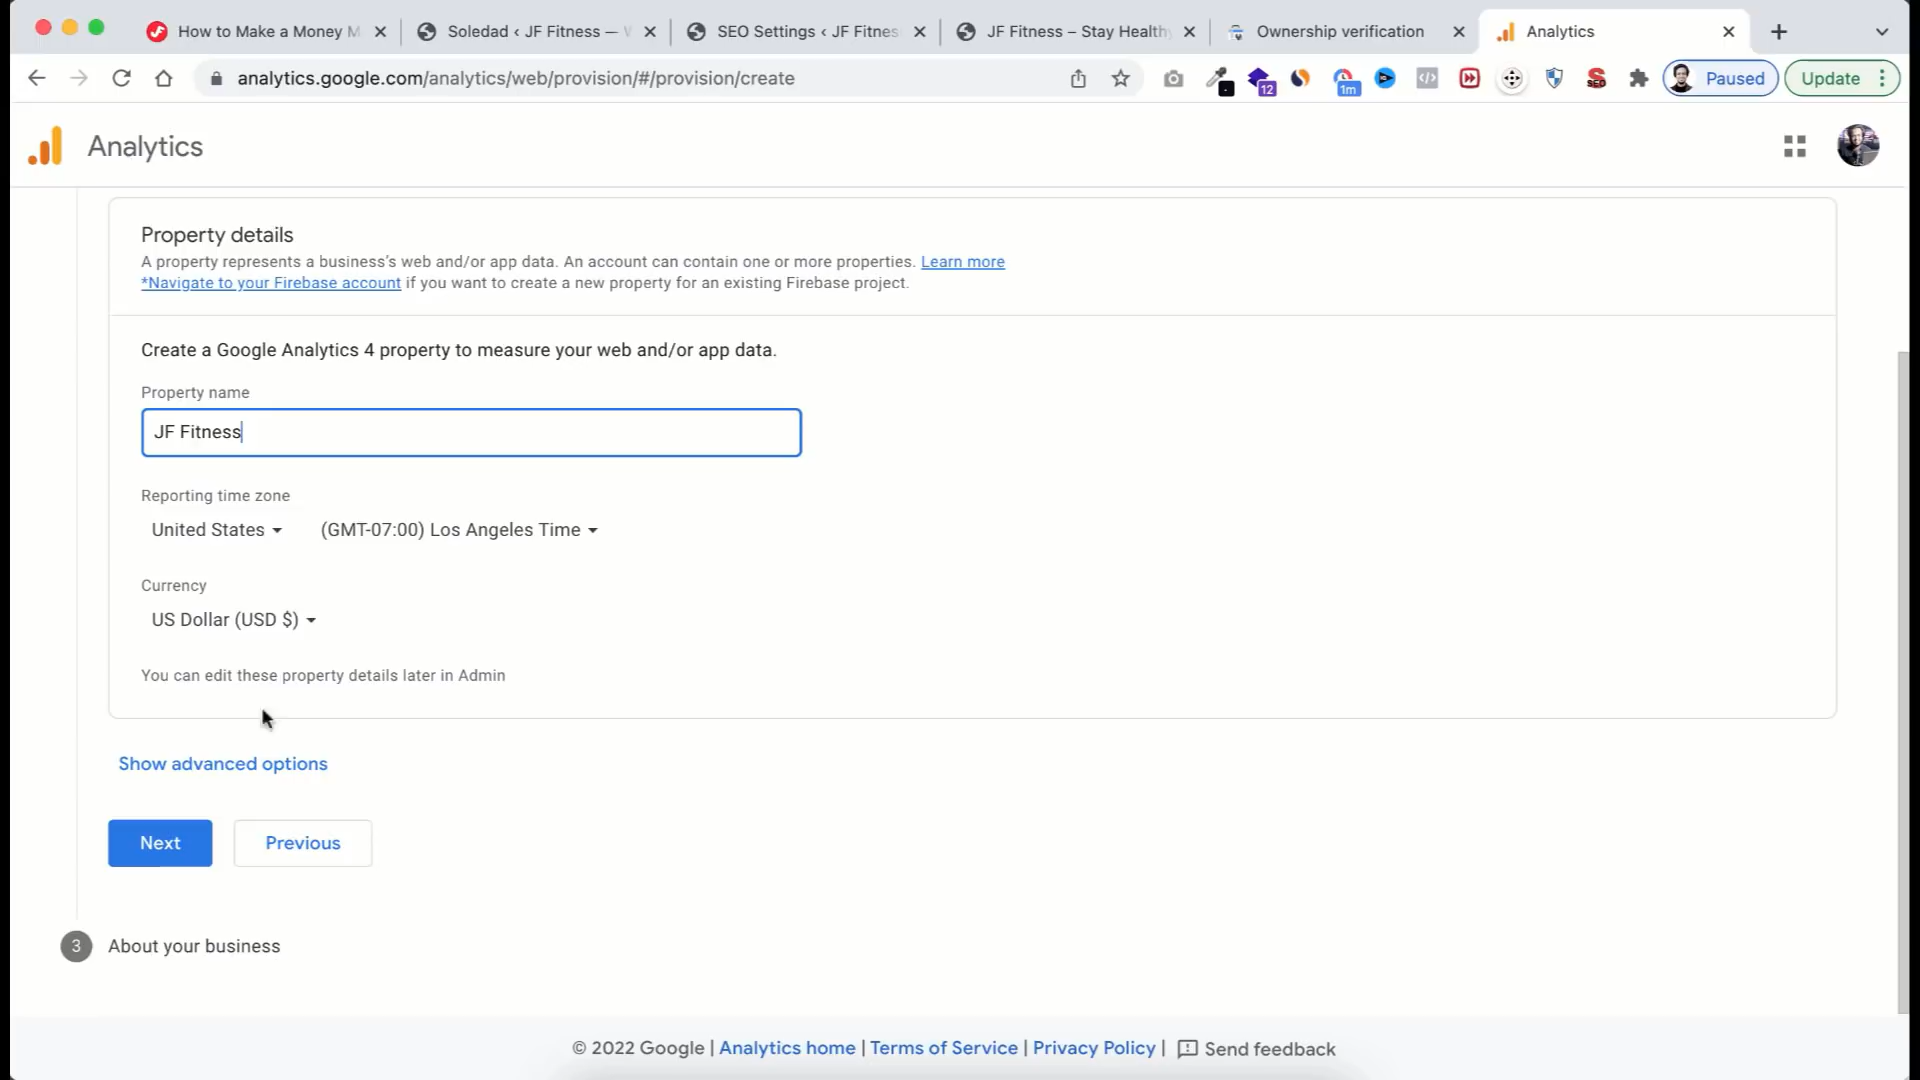 How to Make a Money M
Soledad ‹ JF Fitness — W
SEO Settings ‹ JF Fitnes
JF Fitness – Stay Health
Ownership verification
Analytics
analytics.google.com/analytics/web/provision/#/provision/create
12
1m
SEO
Paused
Update
Analytics
Property details
A property represents a business's web and/or app data. An account can contain one or more properties. Learn more
*Navigate to your Firebase account if you want to create a new property for an existing Firebase project.
Create a Google Analytics 4 property to measure your web and/or app data.
Property name
JF Fitness
Reporting time zone
United States (GMT-07:00) Los Angeles Time
Currency
US Dollar (USD $)
You can edit these property details later in Admin
Show advanced options
Next Previous
3 About your business
© 2022 Google | Analytics home | Terms of Service | Privacy Policy | Send feedback